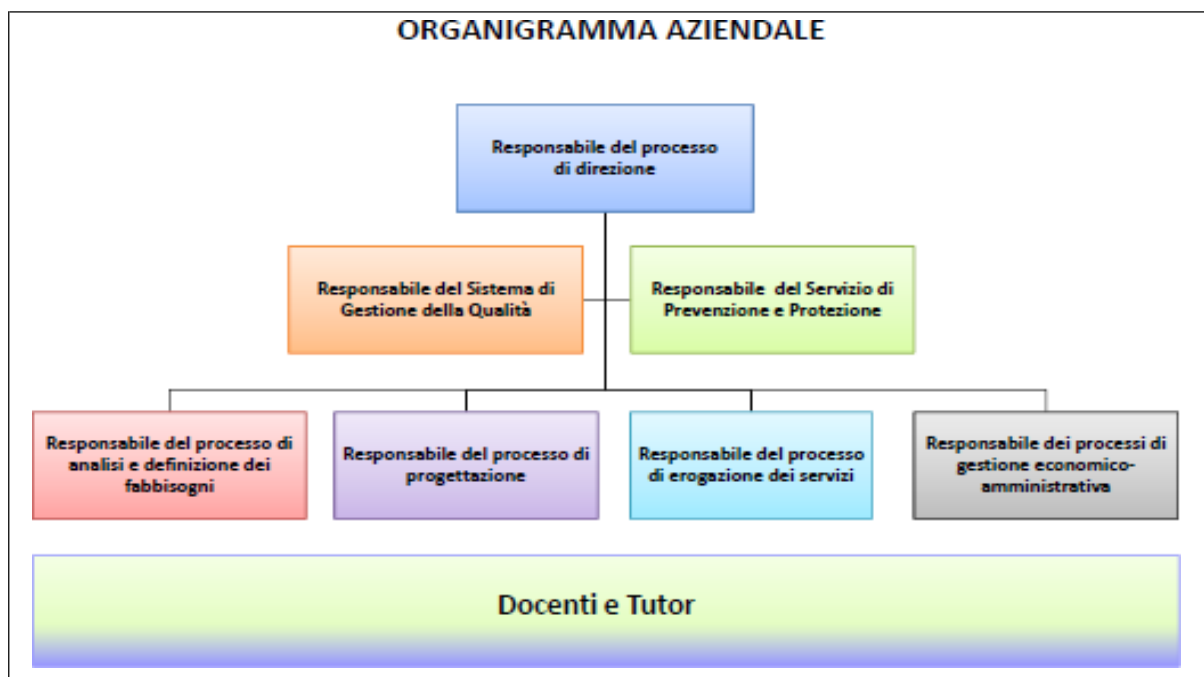 ORGANIGRAMMA AZIENDALE
Responsabile del processo
di direzione
Responsabile del Sistema di
Gestione della Qualità
Responsabile del Servizio di
Prevenzione e Protezione
Responsabile del processo di
analisi e definizione dei
fabbisogni
Responsabile del processo di
progettazione
Responsabile del processo
di erogazione dei servizi
Responsabile dei processi di
gestione economico-
amministrativa
Docenti e Tutor